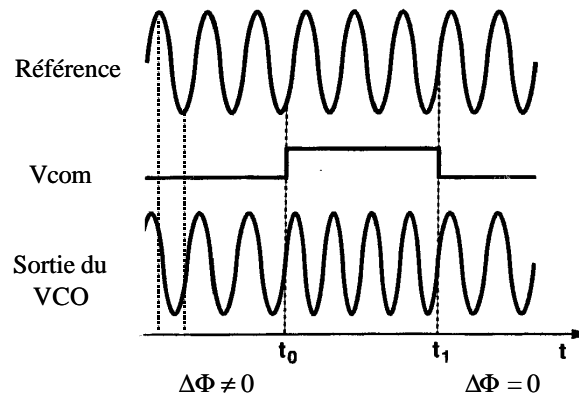 Référence
Vcom
Sortie du
VCO
t₀ t₁ t
ΔΦ ≠ 0 ΔΦ = 0